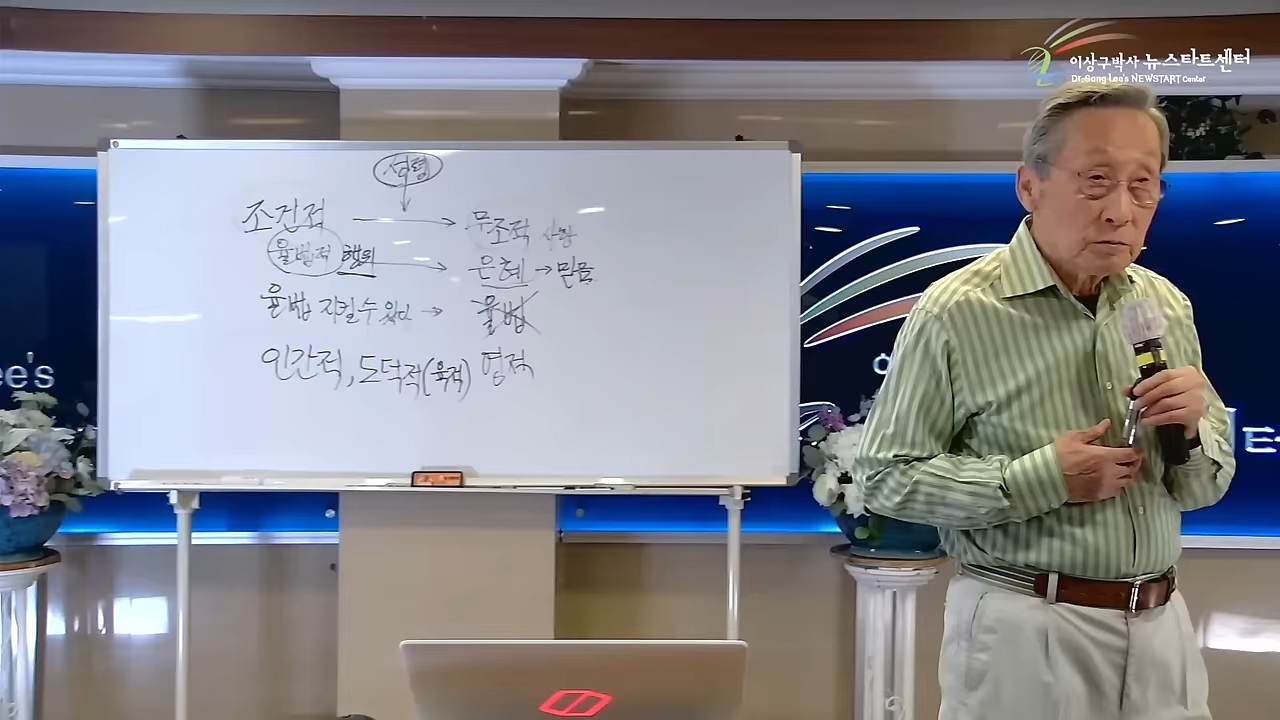 이상구박사 뉴스타트센터
Dr. Sang Lee's NEWSTART Center
성령
조건적 → 무조적 사랑
율법적 행위 → 은혜 → 믿음
율법 지킬수 있다 → 율법
인간적, 도덕적(육적) 영적
ee's